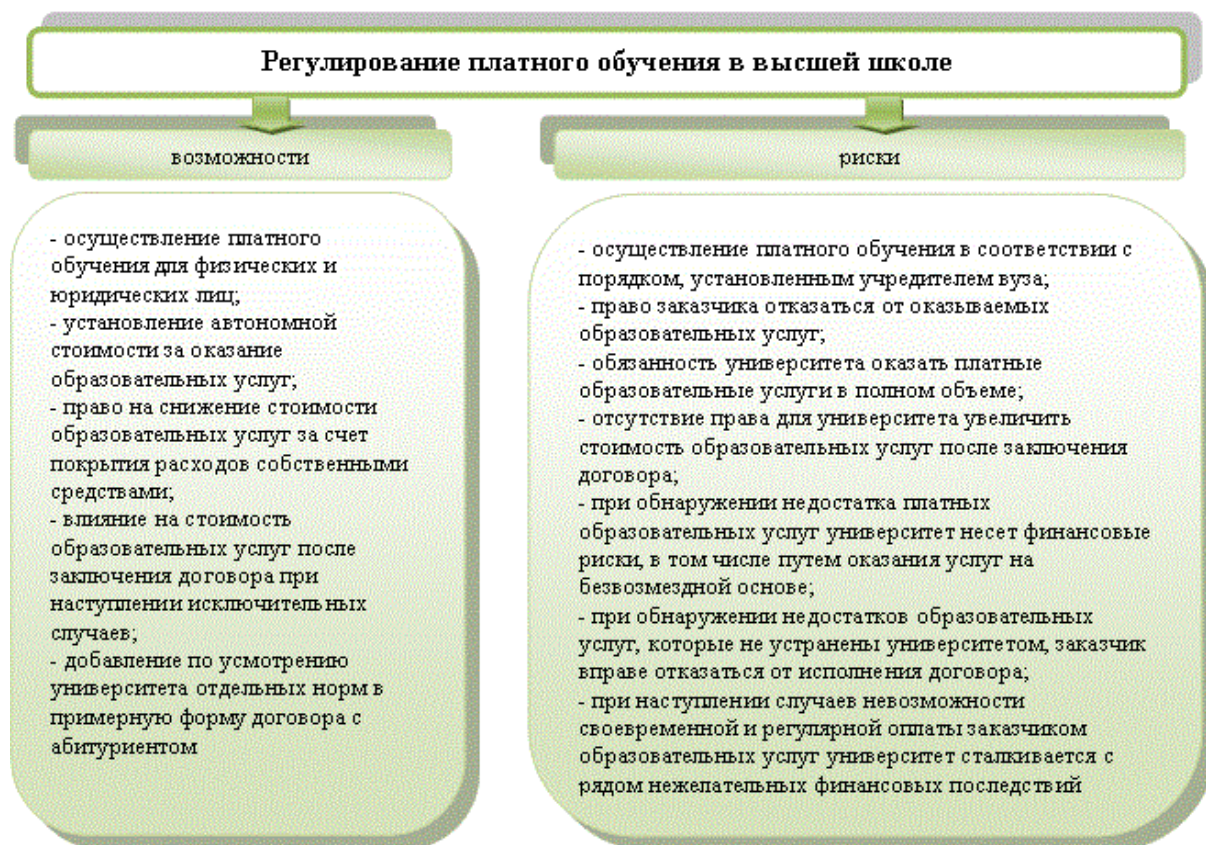 Регулирование платного обучения в высшей школе
возможности
- осуществление платного
обучения для физических и
юридических лиц;
- установление автономной
стоимости за оказание
образовательных услуг;
- право на снижение стоимости
образовательных услуг за счет
покрытия расходов собственными
средствами;
- влияние на стоимость
образовательных услуг после
заключения договора при
наступлении исключительных
случаев;
- добавление по усмотрению
университета отдельных норм в
примерную форму договора с
абитуриентом
риски
- осуществление платного обучения в соответствии с
порядком, установленным учредителем вуза;
- право заказчика отказаться от оказываемых
образовательных услуг;
- обязанность университета оказать платные
образовательные услуги в полном объеме;
- отсутствие права для университета увеличить
стоимость образовательных услуг после заключения
договора;
- при обнаружении недостатка платных
образовательных услуг университет несет финансовые
риски, в том числе путем оказания услуг на
безвозмездной основе;
- при обнаружении недостатков образовательных
услуг, которые не устранены университетом, заказчик
вправе отказаться от исполнения договора;
- при наступлении случаев невозможности
своевременной и регулярной оплаты заказчиком
образовательных услуг университет сталкивается с
рядом нежелательных финансовых последствий